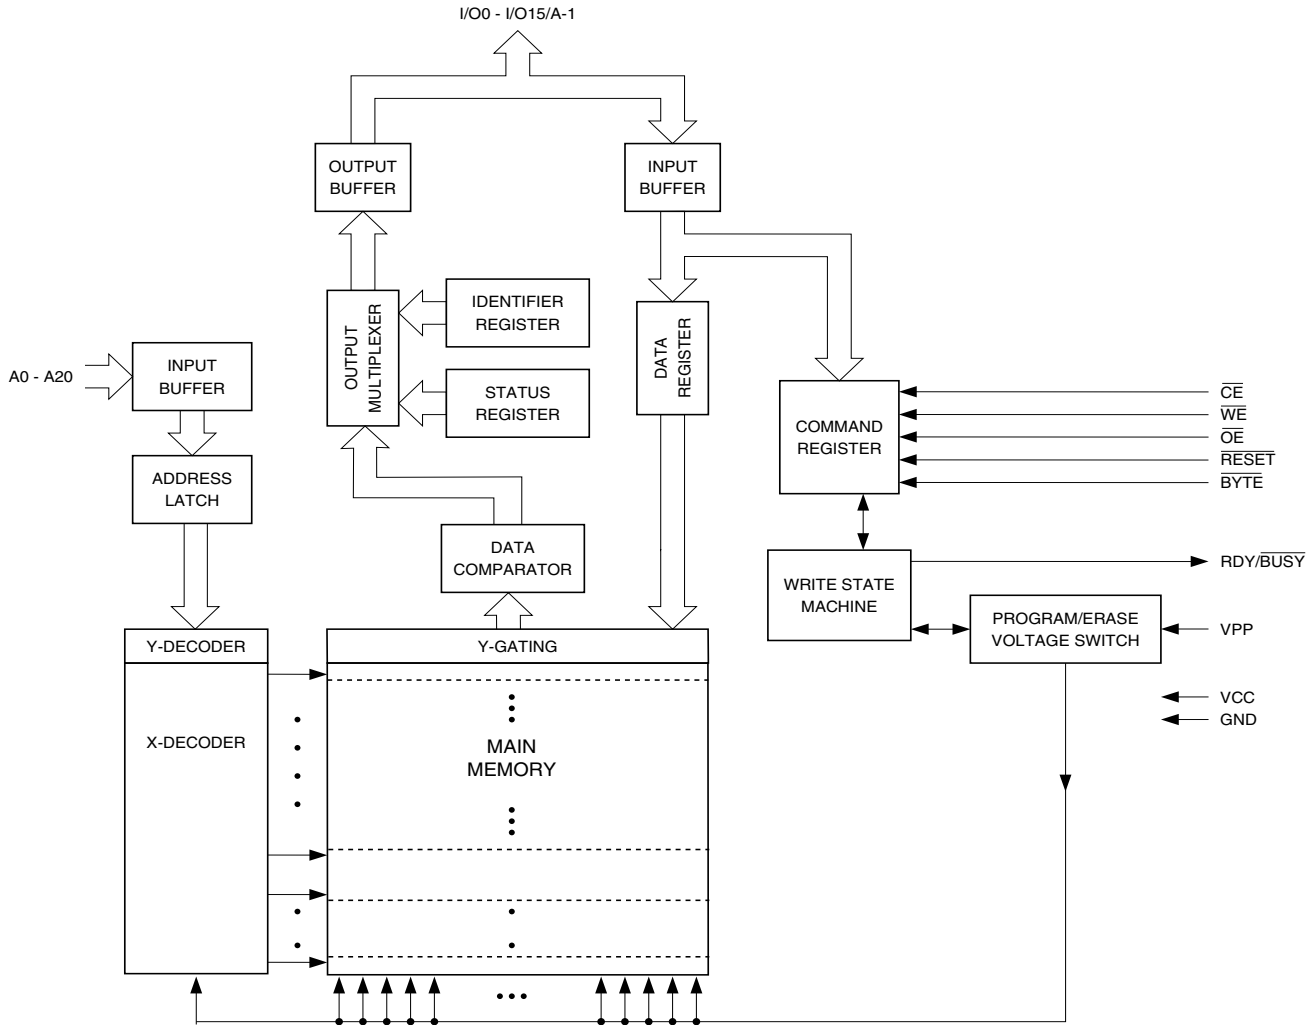 I/O0 - I/O15/A-1
OUTPUT
BUFFER
INPUT
BUFFER
IDENTIFIER
REGISTER
OUTPUT
MULTIPLEXER
DATA
REGISTER
A0 - A20
INPUT
BUFFER
STATUS
REGISTER
COMMAND
REGISTER
CE
WE
OE
RESET
BYTE
ADDRESS
LATCH
DATA
COMPARATOR
WRITE STATE
MACHINE
RDY/BUSY
PROGRAM/ERASE
VOLTAGE SWITCH
VPP
Y-DECODER
Y-GATING
VCC
GND
X-DECODER
MAIN
MEMORY